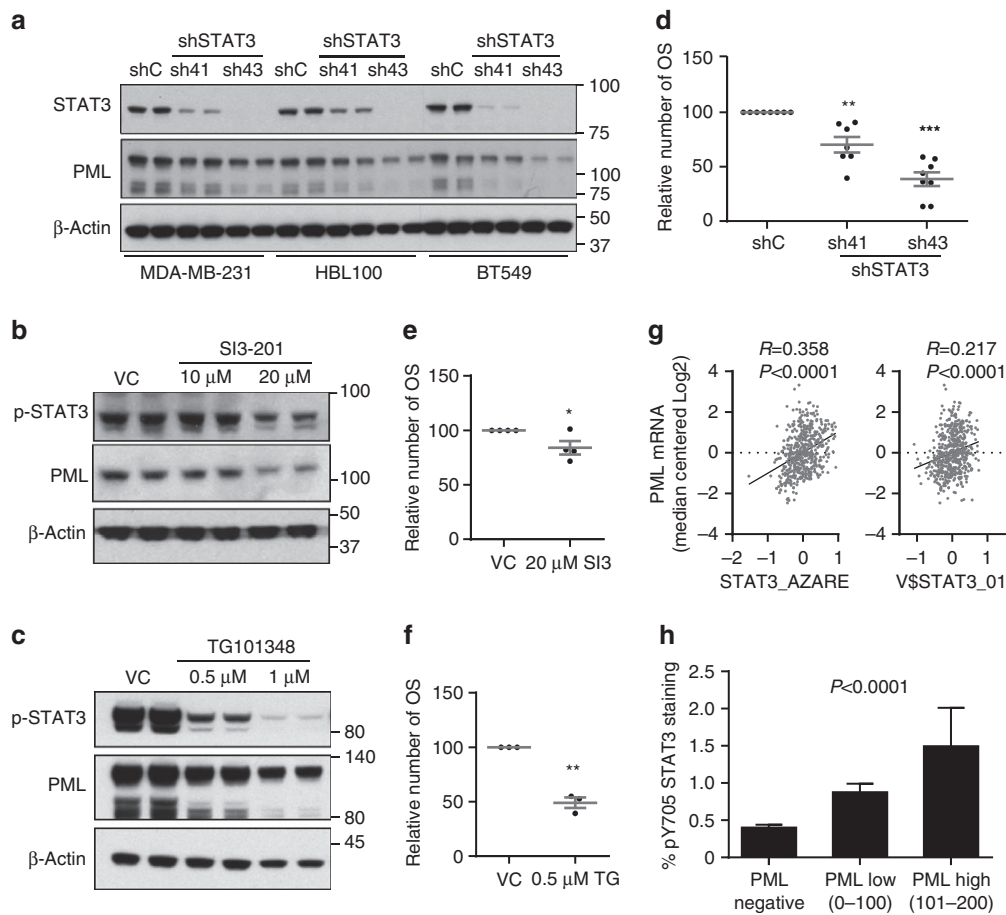 a
shSTAT3 shSTAT3 shSTAT3
shC sh41 sh43 shC sh41 sh43 shC sh41 sh43
STAT3
100
75
PML
100
75
β-Actin
50
37
MDA-MB-231 HBL100 BT549
d
Relative number of OS
150
100
50
0
**
***
shC sh41 sh43
shSTAT3
b
SI3-201
VC 10 μM 20 μM
p-STAT3
100
PML
100
β-Actin
50
37
e
Relative number of OS
150
100
50
0
*
VC 20 μM SI3
g
R=0.358
P<0.0001
R=0.217
P<0.0001
PML mRNA
(median centered Log2)
4
2
0
–2
–4
–2 –1 0 1
STAT3_AZARE
4
2
0
–2
–4
–1 0 1
V$STAT3_01
c
TG101348
VC 0.5 μM 1 μM
p-STAT3
80
140
PML
80
45
β-Actin
f
Relative number of OS
150
100
50
0
**
VC 0.5 μM TG
h
% pY705 STAT3 staining
2.5
2.0
1.5
1.0
0.5
0
P<0.0001
PML negative
PML low (0–100)
PML high (101–200)